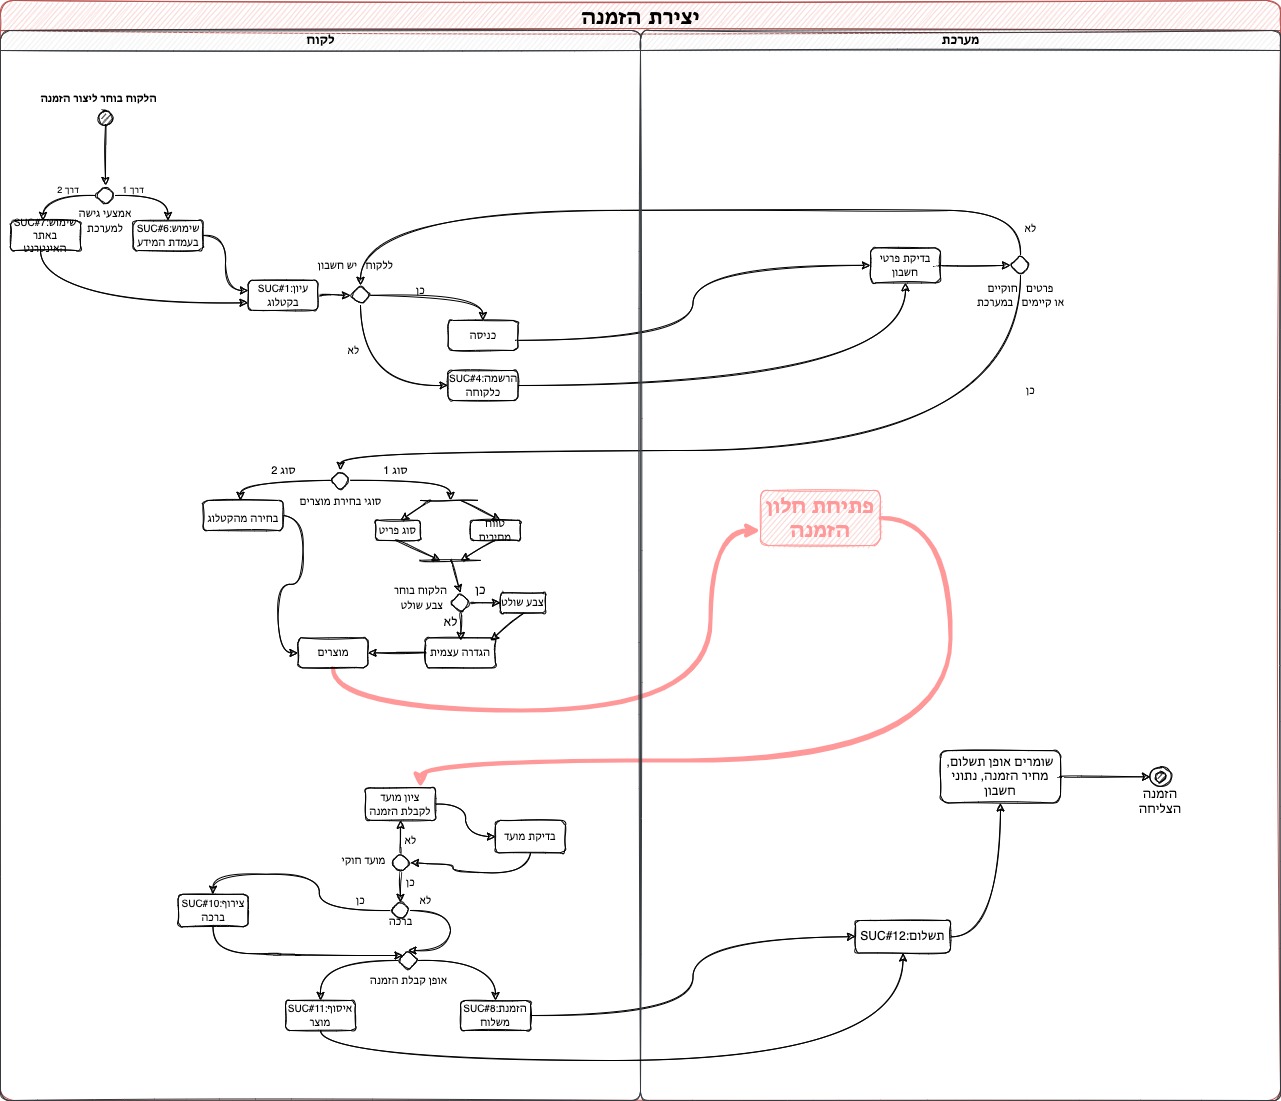 יצירת הזמנה
לקוח
מערכת
הלקוח בוחר ליצור הזמנה
דרך 2
דרך 1
אמצעי גישה
למערכת
SUC#7:שימוש
באתר
האינטרנט
SUC#6:שימוש
בעמדת המידע
SUC#1:עיון
בקטלוג
ללקוח יש חשבון
כן
לא
כניסה
SUC#4:הרשמה
כלקוחה
בדיקת פרטי
חשבון
לא
פרטים חוקיים
או קיימים במערכת
כן
סוג 2
סוג 1
סוגי בחירת מוצרים
בחירה מהקטלוג
סוג פריט
טווח
מחירים
הלקוח בוחר
צבע שולט
כן
צבע שולט
לא
הגדרה עצמית
מוצרים
פתיחת חלון
הזמנה
ציון מועד
לקבלת הזמנה
בדיקת מועד
לא
מועד חוקי
כן
כן
לא
ברכה
SUC#10:צירוף
ברכה
אופן קבלת הזמנה
SUC#11:איסוף
מוצר
SUC#8:הזמנת
משלוח
SUC#12:תשלום
שומרים אופן תשלום,
מחיר הזמנה, נתוני
חשבון
הזמנה
הצליחה